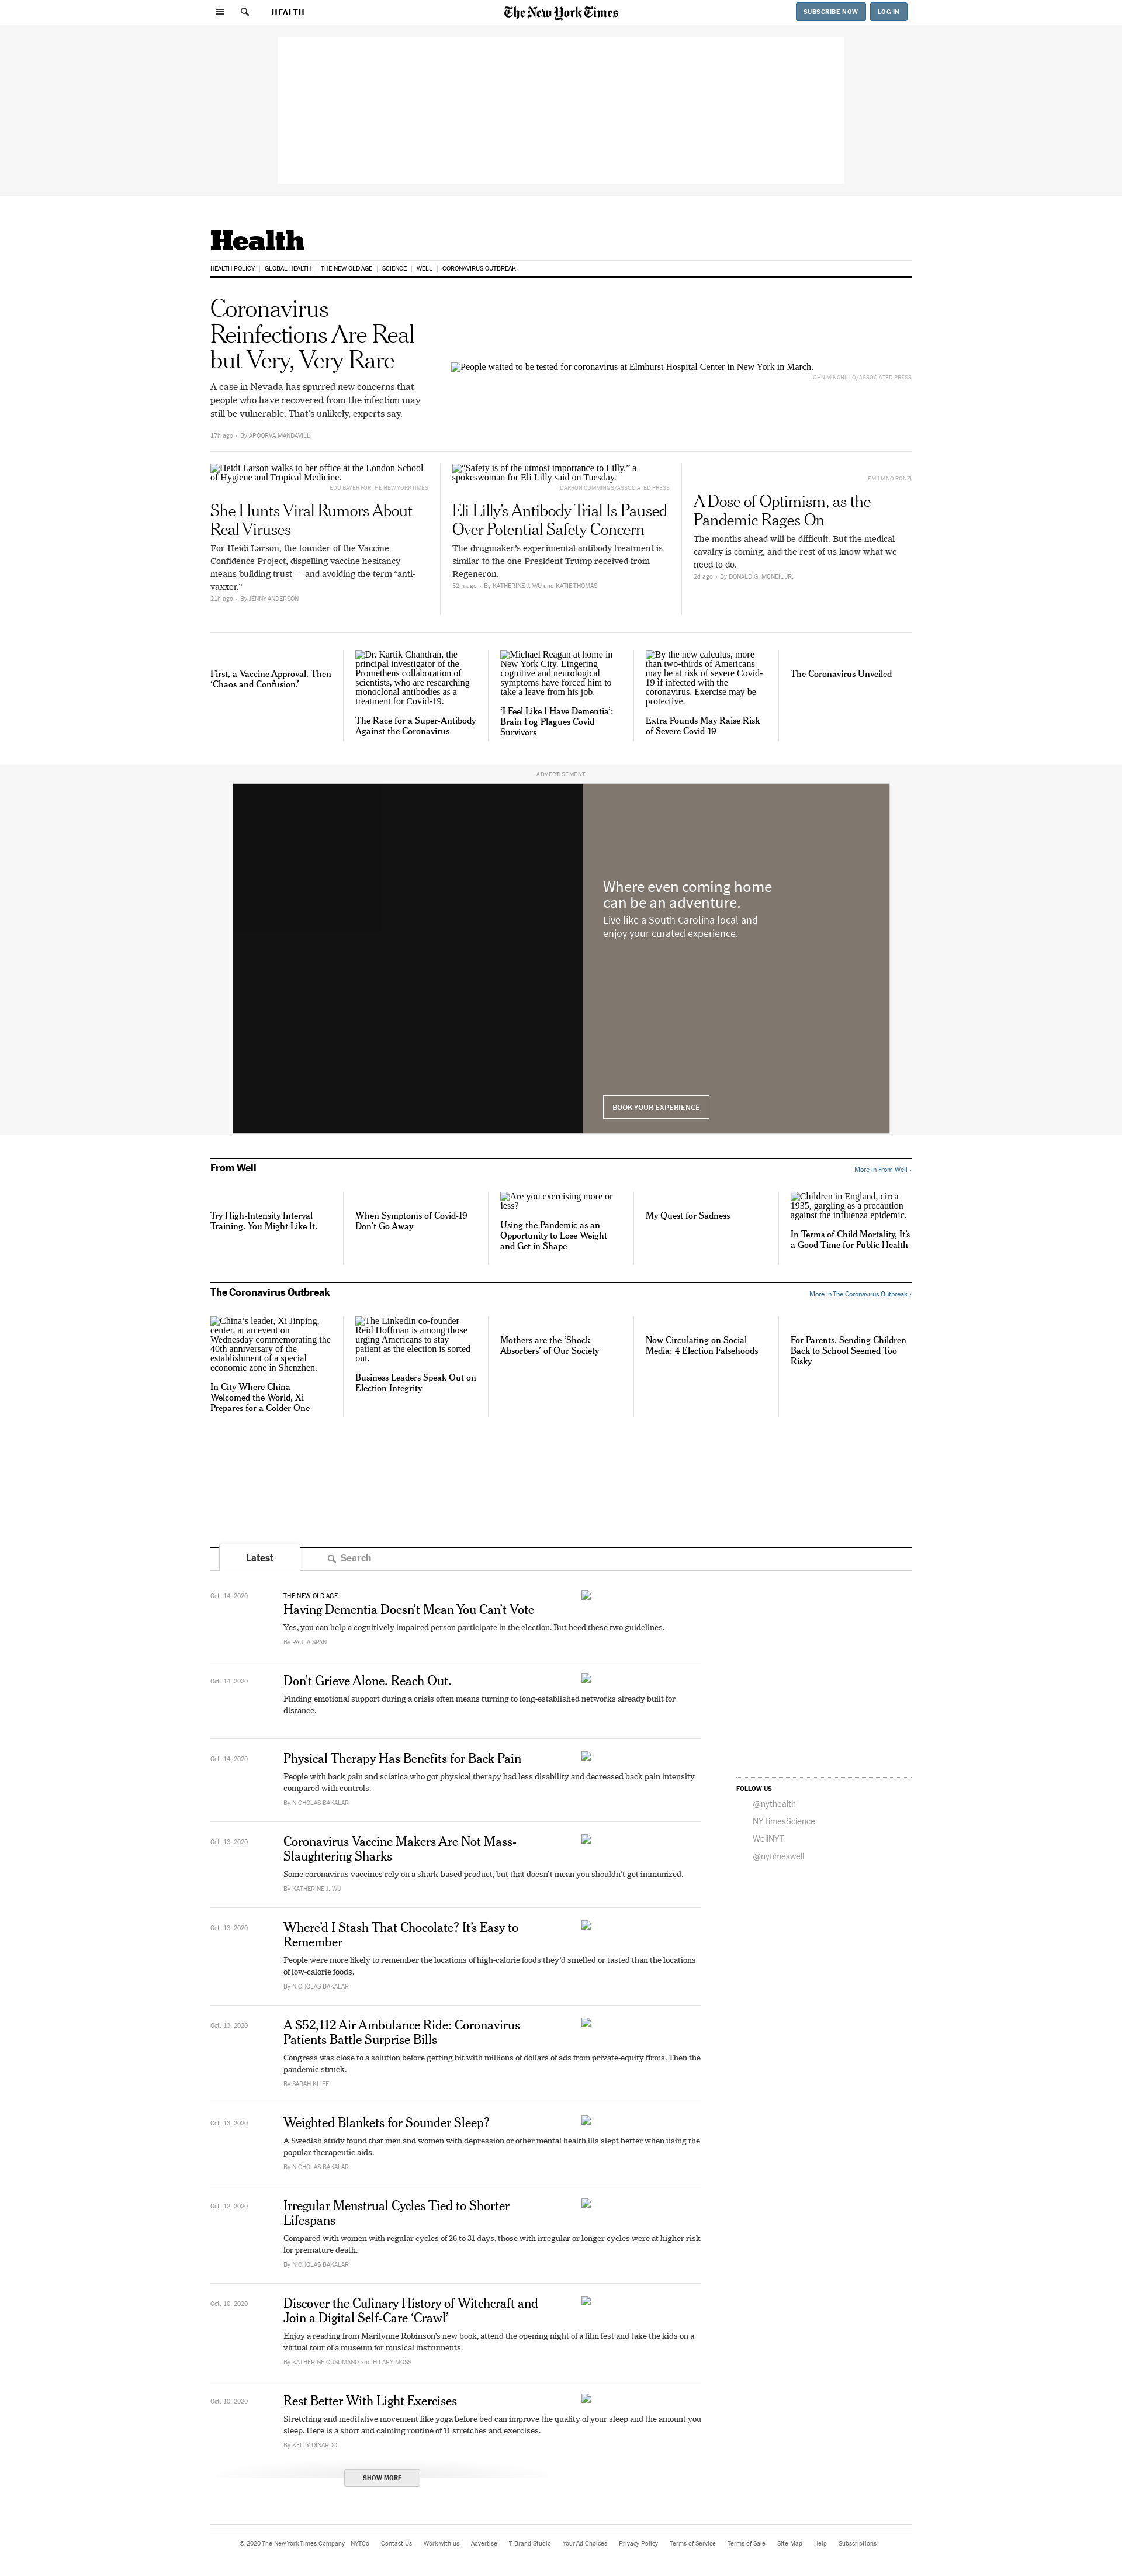 HEALTH
The New York Times
SUBSCRIBE NOW
LOG IN
Health
HEALTH POLICY
GLOBAL HEALTH
THE NEW OLD AGE
SCIENCE
WELL
CORONAVIRUS OUTBREAK
Coronavirus
Reinfections Are Real
but Very, Very Rare
A case in Nevada has spurred new concerns that
people who have recovered from the infection may
still be vulnerable. That’s unlikely, experts say.
17h ago • By APOORVA MANDAVILLI
People waited to be tested for coronavirus at Elmhurst Hospital Center in New York in March.
JOHN MINCHILLO/ASSOCIATED PRESS
Heidi Larson walks to her office at the London School
of Hygiene and Tropical Medicine.
EDU BAYER FOR THE NEW YORK TIMES
She Hunts Viral Rumors About
Real Viruses
For Heidi Larson, the founder of the Vaccine
Confidence Project, dispelling vaccine hesitancy
means building trust — and avoiding the term “anti-
vaxxer.”
21h ago • By JENNY ANDERSON
“Safety is of the utmost importance to Lilly,” a
spokeswoman for Eli Lilly said on Tuesday.
DARRON CUMMINGS/ASSOCIATED PRESS
Eli Lilly’s Antibody Trial Is Paused
Over Potential Safety Concern
The drugmaker’s experimental antibody treatment is
similar to the one President Trump received from
Regeneron.
52m ago • By KATHERINE J. WU and KATIE THOMAS
EMILIANO PONZI
A Dose of Optimism, as the
Pandemic Rages On
The months ahead will be difficult. But the medical
cavalry is coming, and the rest of us know what we
need to do.
2d ago • By DONALD G. MCNEIL JR.
First, a Vaccine Approval. Then
‘Chaos and Confusion.’
Dr. Kartik Chandran, the
principal investigator of the
Prometheus collaboration of
scientists, who are researching
monoclonal antibodies as a
treatment for Covid-19.
The Race for a Super-Antibody
Against the Coronavirus
Michael Reagan at home in
New York City. Lingering
cognitive and neurological
symptoms have forced him to
take a leave from his job.
‘I Feel Like I Have Dementia’:
Brain Fog Plagues Covid
Survivors
By the new calculus, more
than two-thirds of Americans
may be at risk of severe Covid-
19 if infected with the
coronavirus. Exercise may be
protective.
Extra Pounds May Raise Risk
of Severe Covid-19
The Coronavirus Unveiled
ADVERTISEMENT
Where even coming home
can be an adventure.
Live like a South Carolina local and
enjoy your curated experience.
BOOK YOUR EXPERIENCE
From Well
More in From Well ›
Try High-Intensity Interval
Training. You Might Like It.
When Symptoms of Covid-19
Don’t Go Away
Are you exercising more or
less?
Using the Pandemic as an
Opportunity to Lose Weight
and Get in Shape
My Quest for Sadness
Children in England, circa
1935, gargling as a precaution
against the influenza epidemic.
In Terms of Child Mortality, It’s
a Good Time for Public Health
The Coronavirus Outbreak
More in The Coronavirus Outbreak ›
China’s leader, Xi Jinping,
center, at an event on
Wednesday commemorating the
40th anniversary of the
establishment of a special
economic zone in Shenzhen.
In City Where China
Welcomed the World, Xi
Prepares for a Colder One
The LinkedIn co-founder
Reid Hoffman is among those
urging Americans to stay
patient as the election is sorted
out.
Business Leaders Speak Out on
Election Integrity
Mothers are the ‘Shock
Absorbers’ of Our Society
Now Circulating on Social
Media: 4 Election Falsehoods
For Parents, Sending Children
Back to School Seemed Too
Risky
Latest
Search
Oct. 14, 2020
THE NEW OLD AGE
Having Dementia Doesn’t Mean You Can’t Vote
Yes, you can help a cognitively impaired person participate in the election. But heed these two guidelines.
By PAULA SPAN
Oct. 14, 2020
Don’t Grieve Alone. Reach Out.
Finding emotional support during a crisis often means turning to long-established networks already built for
distance.
Oct. 14, 2020
Physical Therapy Has Benefits for Back Pain
People with back pain and sciatica who got physical therapy had less disability and decreased back pain intensity
compared with controls.
By NICHOLAS BAKALAR
FOLLOW US
@nythealth
NYTimesScience
WellNYT
@nytimeswell
Oct. 13, 2020
Coronavirus Vaccine Makers Are Not Mass-
Slaughtering Sharks
Some coronavirus vaccines rely on a shark-based product, but that doesn’t mean you shouldn’t get immunized.
By KATHERINE J. WU
Oct. 13, 2020
Where’d I Stash That Chocolate? It’s Easy to
Remember
People were more likely to remember the locations of high-calorie foods they’d smelled or tasted than the locations
of low-calorie foods.
By NICHOLAS BAKALAR
Oct. 13, 2020
A $52,112 Air Ambulance Ride: Coronavirus
Patients Battle Surprise Bills
Congress was close to a solution before getting hit with millions of dollars of ads from private-equity firms. Then the
pandemic struck.
By SARAH KLIFF
Oct. 13, 2020
Weighted Blankets for Sounder Sleep?
A Swedish study found that men and women with depression or other mental health ills slept better when using the
popular therapeutic aids.
By NICHOLAS BAKALAR
Oct. 12, 2020
Irregular Menstrual Cycles Tied to Shorter
Lifespans
Compared with women with regular cycles of 26 to 31 days, those with irregular or longer cycles were at higher risk
for premature death.
By NICHOLAS BAKALAR
Oct. 10, 2020
Discover the Culinary History of Witchcraft and
Join a Digital Self-Care ‘Crawl’
Enjoy a reading from Marilynne Robinson’s new book, attend the opening night of a film fest and take the kids on a
virtual tour of a museum for musical instruments.
By KATHERINE CUSUMANO and HILARY MOSS
Oct. 10, 2020
Rest Better With Light Exercises
Stretching and meditative movement like yoga before bed can improve the quality of your sleep and the amount you
sleep. Here is a short and calming routine of 11 stretches and exercises.
By KELLY DINARDO
SHOW MORE
© 2020 The New York Times Company NYTCo Contact Us Work with us Advertise T Brand Studio Your Ad Choices Privacy Policy Terms of Service Terms of Sale Site Map Help Subscriptions